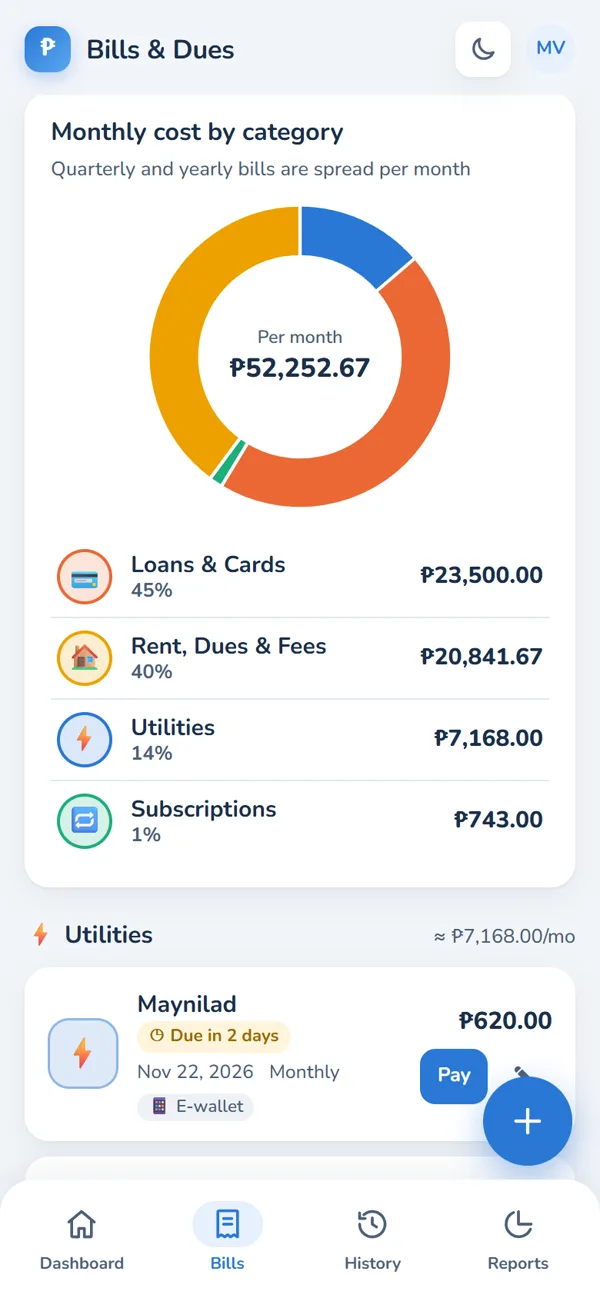 ₱
Bills & Dues
MV
Monthly cost by category
Quarterly and yearly bills are spread per month
Per month
₱52,252.67
Loans & Cards
₱23,500.00
45%
Rent, Dues & Fees
₱20,841.67
40%
Utilities
₱7,168.00
14%
Subscriptions
₱743.00
1%
Utilities
≈ ₱7,168.00/mo
Maynilad
₱620.00
Due in 2 days
Nov 22, 2026 Monthly
Pay
E-wallet
Dashboard
Bills
History
Reports